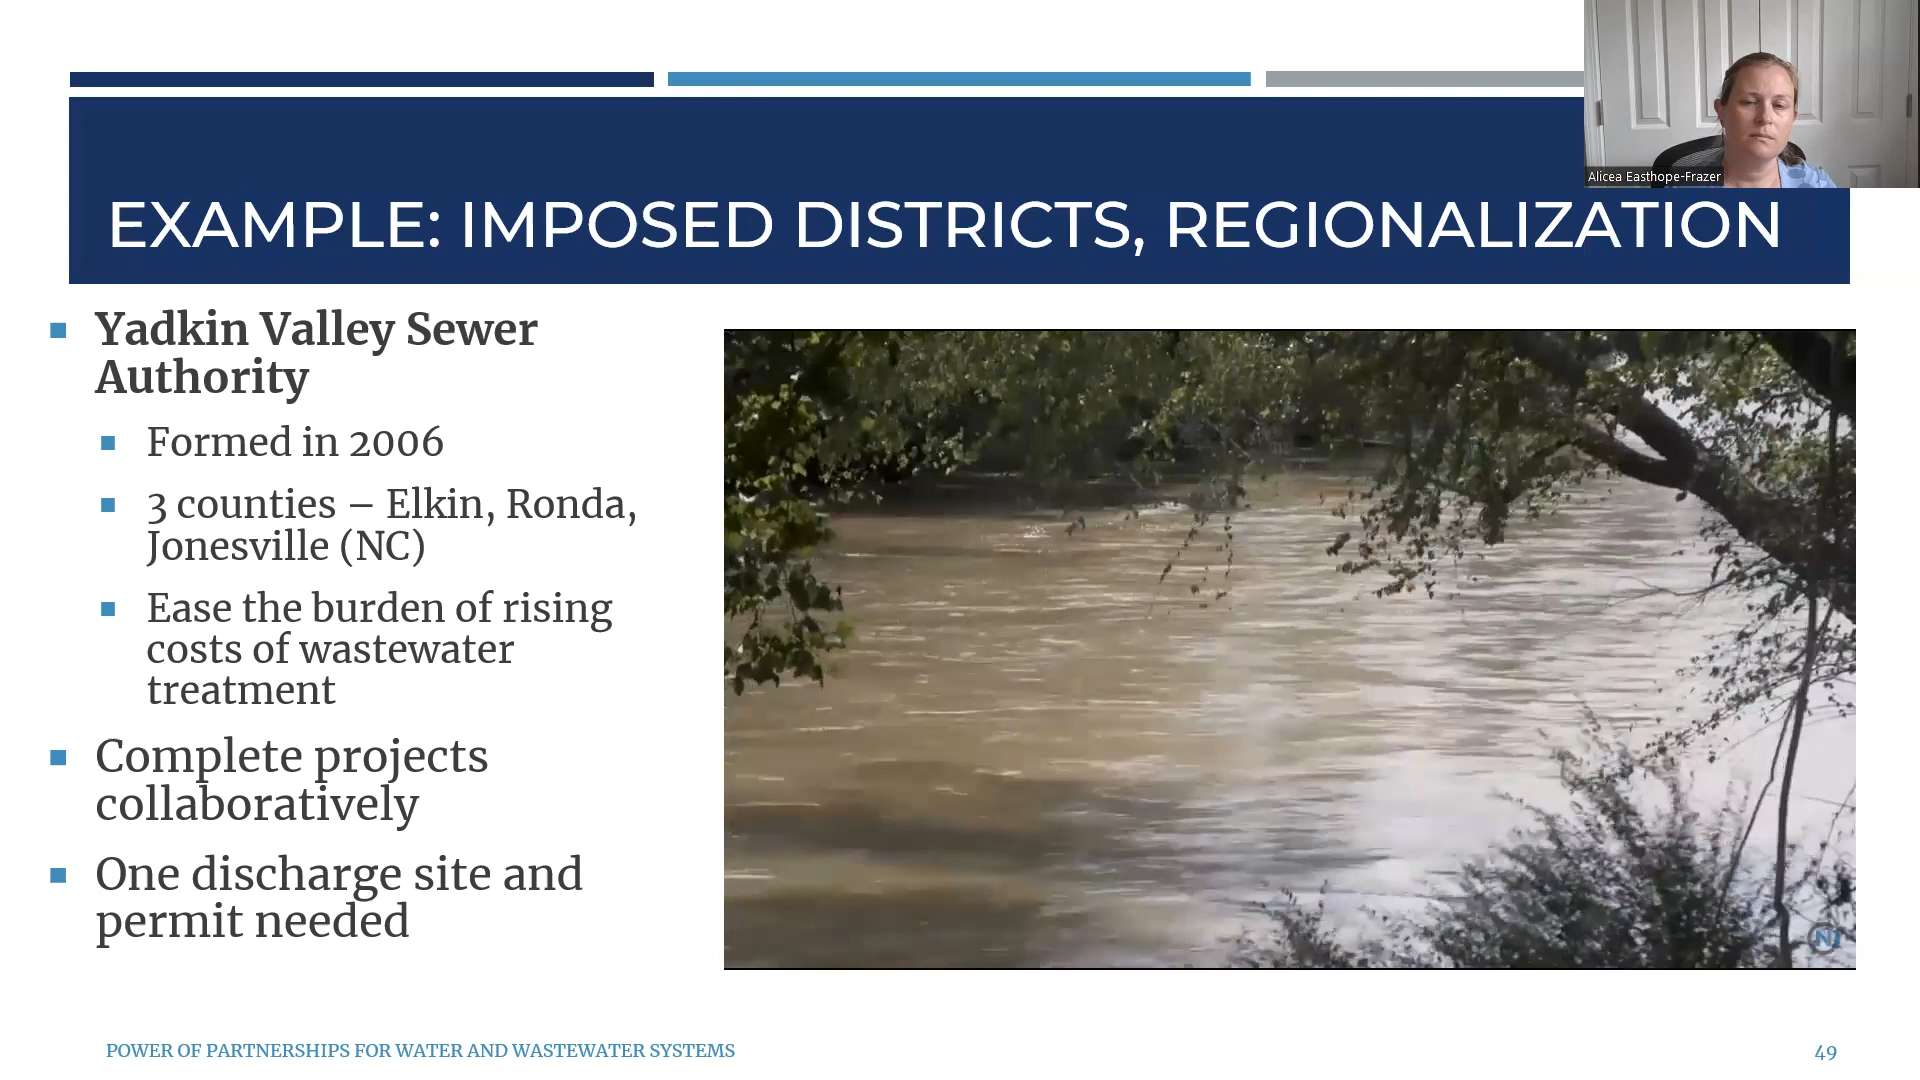 Alicea Easthope-Frazer
EXAMPLE: IMPOSED DISTRICTS, REGIONALIZATION
Yadkin Valley Sewer
Authority
Formed in 2006
3 counties – Elkin, Ronda,
Jonesville (NC)
Ease the burden of rising
costs of wastewater
treatment
Complete projects
collaboratively
One discharge site and
permit needed
POWER OF PARTNERSHIPS FOR WATER AND WASTEWATER SYSTEMS
49